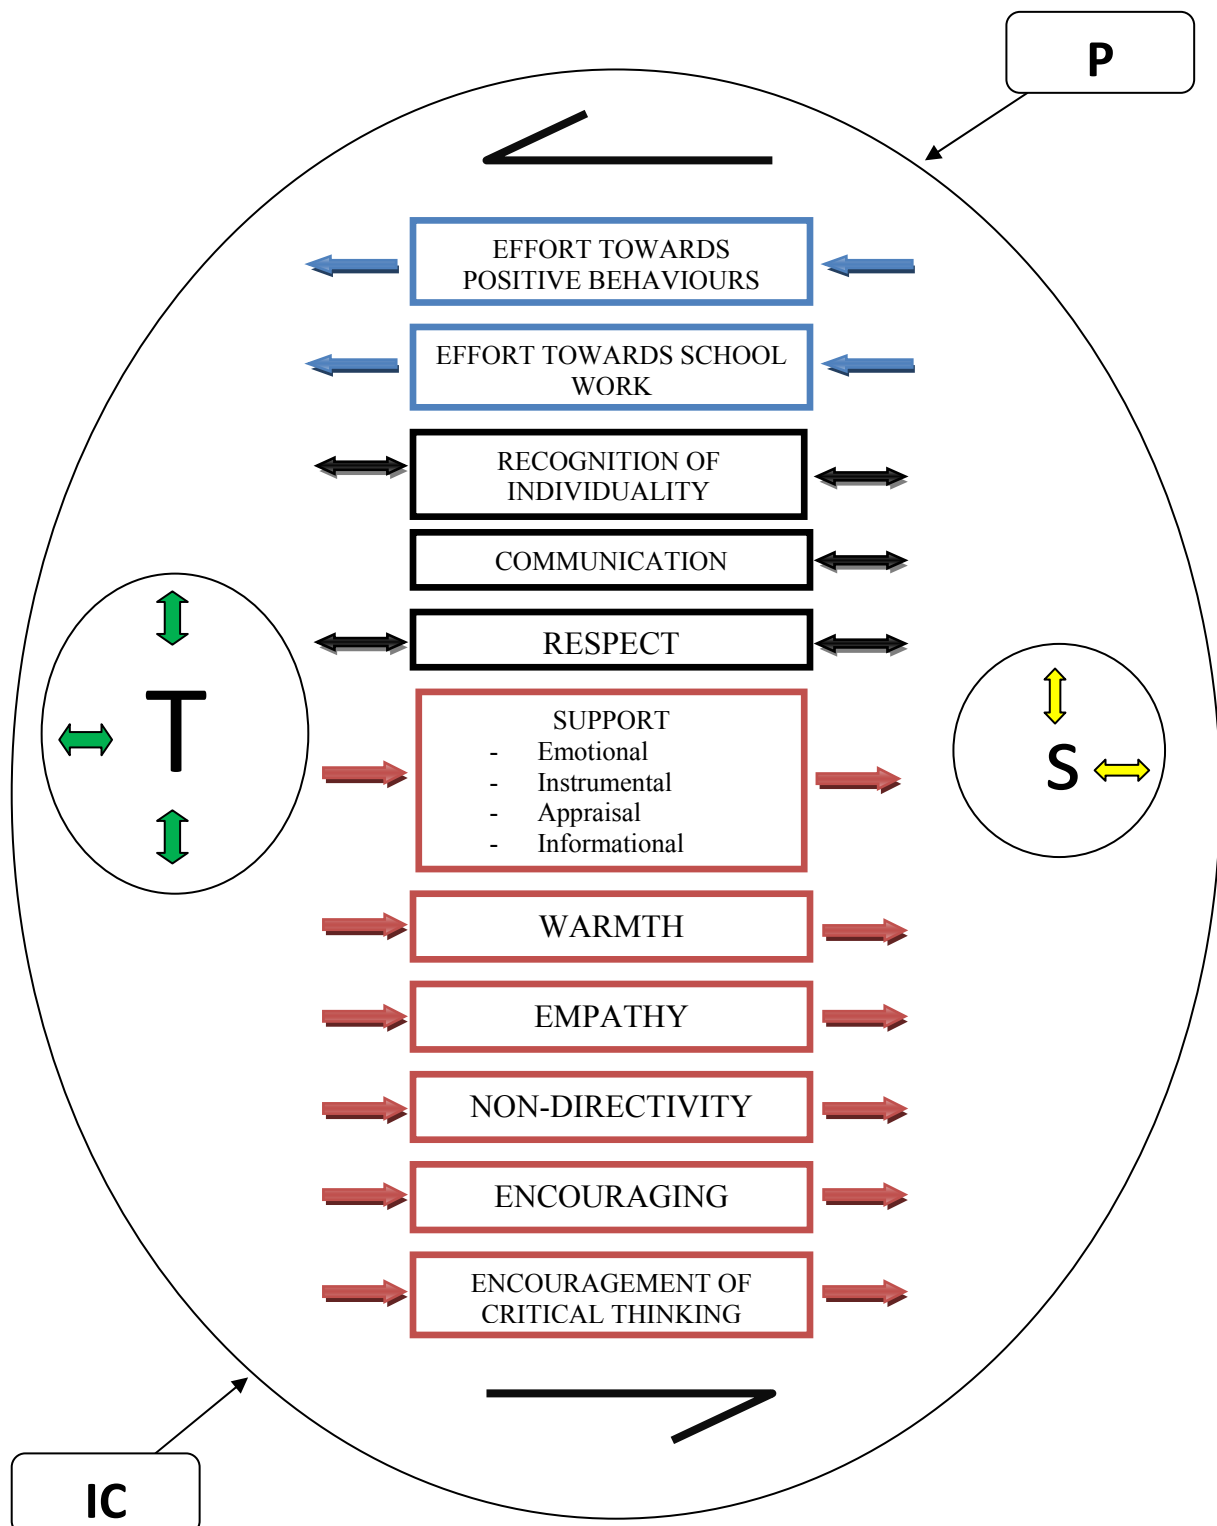 P
EFFORT TOWARDS
POSITIVE BEHAVIOURS
EFFORT TOWARDS SCHOOL
WORK
RECOGNITION OF
INDIVIDUALITY
COMMUNICATION
RESPECT
T
S
SUPPORT
- Emotional
- Instrumental
- Appraisal
- Informational
WARMTH
EMPATHY
NON-DIRECTIVITY
ENCOURAGING
ENCOURAGEMENT OF
CRITICAL THINKING
IC